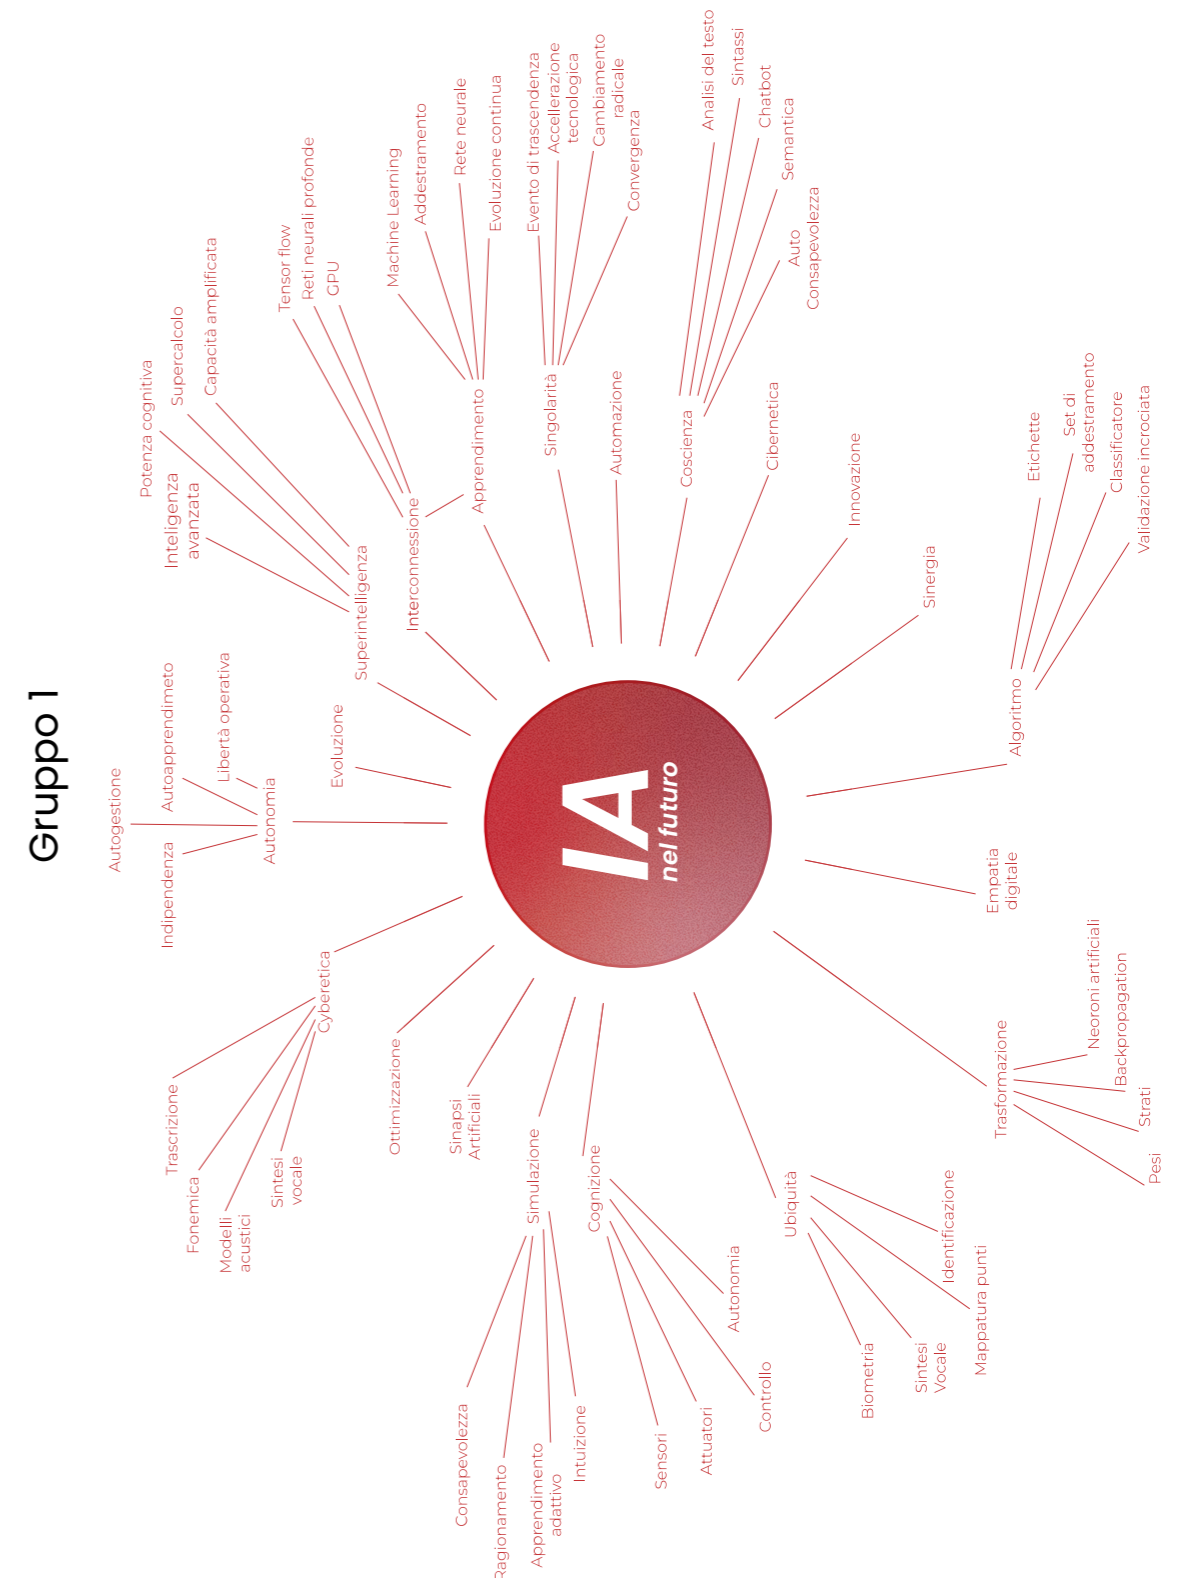 Gruppo 1
IA
nel futuro
Autonomia
Indipendenza
Autogestione
Autoapprendimeto
Libertà operativa
Evoluzione
Superintelligenza
Inteligenza
avanzata
Potenza cognitiva
Supercalcolo
Capacità amplificata
Interconnessione
Tensor flow
Reti neurali profonde
GPU
Apprendimento
Machine Learning
Addestramento
Rete neurale
Evoluzione continua
Singolarità
Evento di trascendenza
Accellerazione
tecnologica
Cambiamento
radicale
Convergenza
Automazione
Coscienza
Analisi del testo
Sintassi
Chatbot
Semantica
Auto
Consapevolezza
Cibernetica
Innovazione
Sinergia
Algoritmo
Etichette
Set di
addestramento
Classificatore
Validazione incrociata
Empatia
digitale
Trasformazione
Neoroni artificiali
Backpropagation
Strati
Pesi
Ubiquità
Identificazione
Mappatura punti
Sintesi
Vocale
Biometria
Cognizione
Autonomia
Controllo
Attuatori
Sensori
Simulazione
Intuizione
Apprendimento
adattivo
Ragionamento
Consapevolezza
Sinapsi
Artificiali
Ottimizzazione
Cyberetica
Sintesi
vocale
Modelli
acustici
Fonemica
Trascrizione